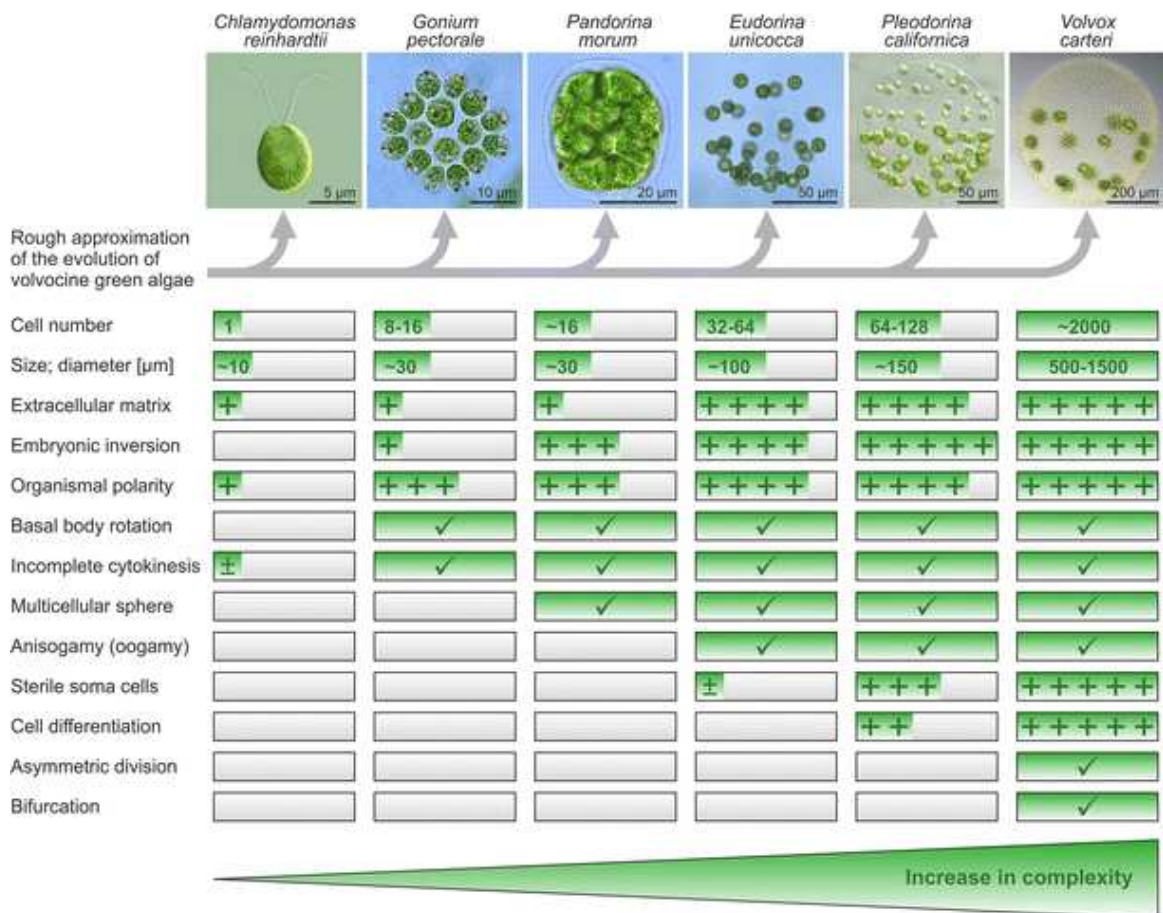 Chlamydomonas reinhardtii
Gonium pectorale
Pandorina morum
Eudorina unicocca
Pleodorina californica
Volvox carteri
5 µm
10 µm
20 µm
50 µm
50 µm
200 µm
Rough approximation
of the evolution of
volvocine green algae
Cell number 1 8-16 ~16 32-64 64-128 ~2000
Size; diameter [µm] ~10 ~30 ~30 ~100 ~150 500-1500
Extracellular matrix + + + ++++ ++++ +++++
Embryonic inversion + +++ ++++ +++++ +++++
Organismal polarity + +++ +++ ++++ ++++ +++++
Basal body rotation ✓ ✓ ✓ ✓ ✓
Incomplete cytokinesis ± ✓ ✓ ✓ ✓ ✓
Multicellular sphere ✓ ✓ ✓ ✓
Anisogamy (oogamy) ✓ ✓ ✓
Sterile soma cells ± +++ +++++
Cell differentiation ++ +++++
Asymmetric division ✓
Bifurcation ✓
Increase in complexity